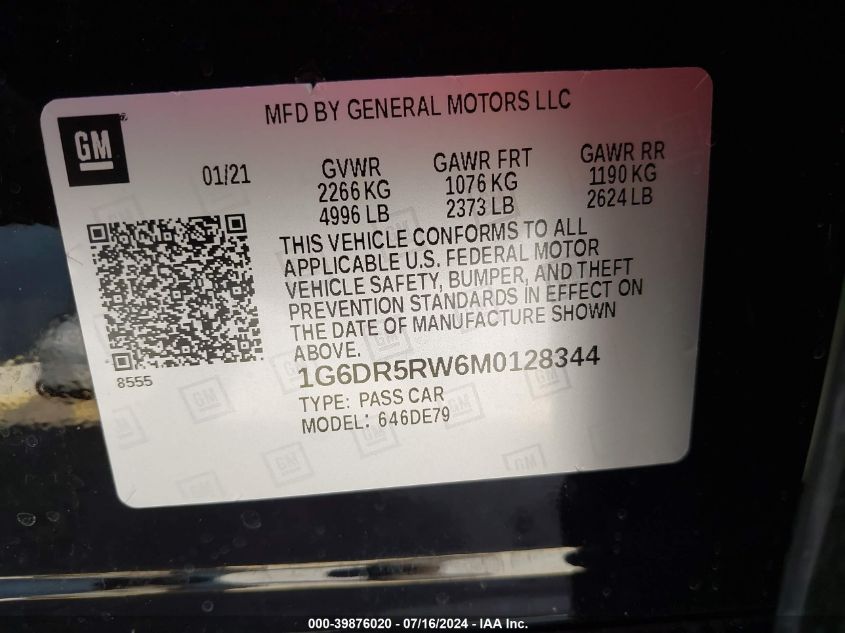 MFD BY GENERAL MOTORS LLC
GM
01/21
GVWR
2266 KG
4996 LB
GAWR FRT
1076 KG
2373 LB
GAWR RR
1190 KG
2624 LB
THIS VEHICLE CONFORMS TO ALL
APPLICABLE U.S. FEDERAL MOTOR
VEHICLE SAFETY, BUMPER, AND THEFT
PREVENTION STANDARDS IN EFFECT ON
THE DATE OF MANUFACTURE SHOWN
ABOVE.
8555
1G6DR5RW6M0128344
TYPE: PASS CAR
MODEL: 646DE79
000-39876020 - 07/16/2024 - IAA Inc.